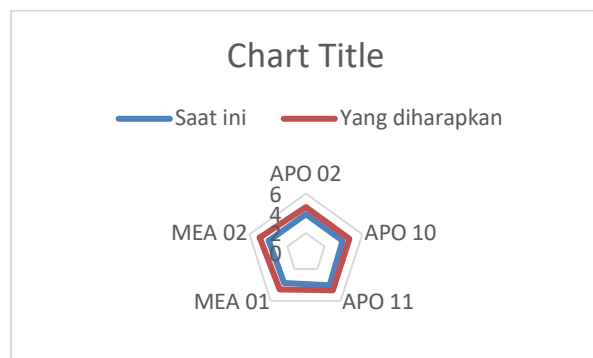 Chart Title
Saat ini Yang diharapkan
APO 02
6
4
2
0
MEA 02 APO 10
MEA 01 APO 11